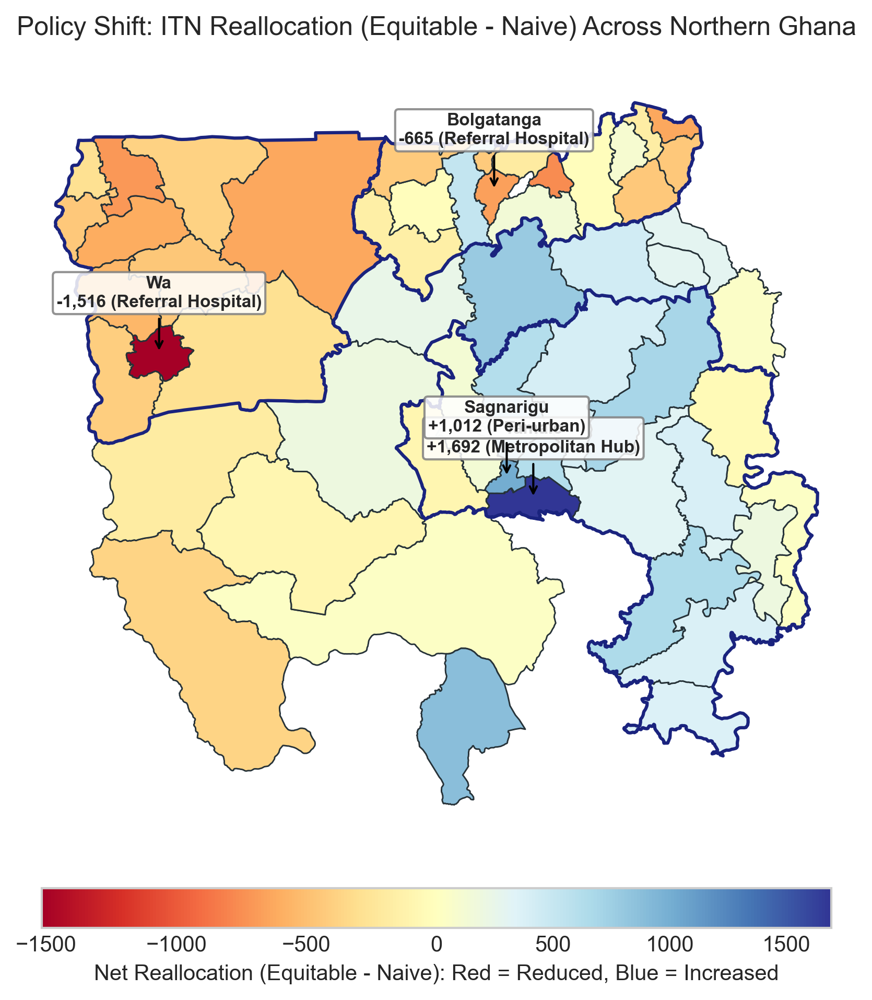 Policy Shift: ITN Reallocation (Equitable - Naive) Across Northern Ghana
Bolgatanga
-665 (Referral Hospital)
Wa
-1,516 (Referral Hospital)
Sagnarigu
+1,012 (Peri-urban)
+1,692 (Metropolitan Hub)
−1500 −1000 −500 0 500 1000 1500
Net Reallocation (Equitable - Naive): Red = Reduced, Blue = Increased